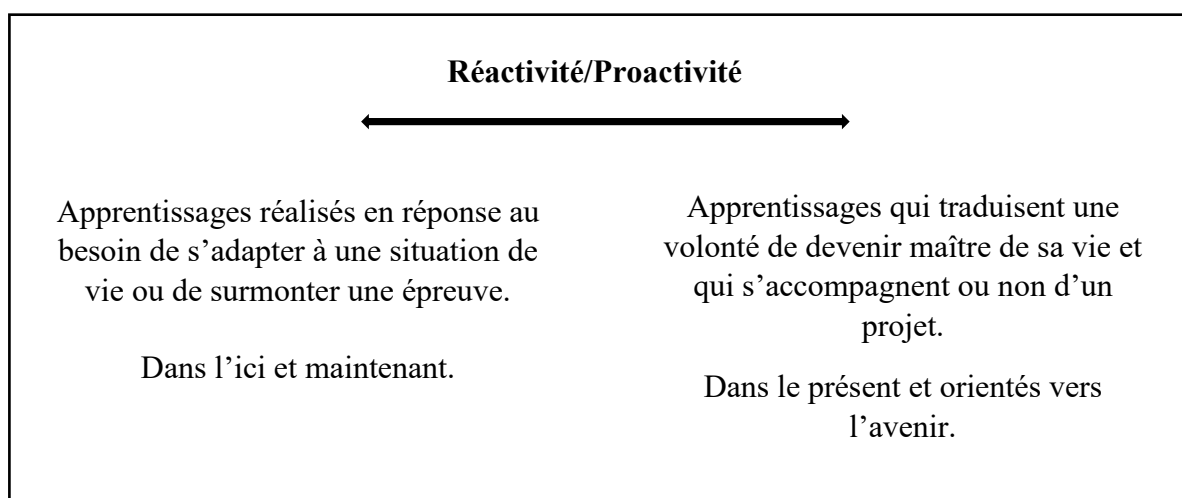 Réactivité/Proactivité
Apprentissages réalisés en réponse au
besoin de s’adapter à une situation de
vie ou de surmonter une épreuve.
Dans l’ici et maintenant.
Apprentissages qui traduisent une
volonté de devenir maître de sa vie et
qui s’accompagnent ou non d’un
projet.
Dans le présent et orientés vers
l’avenir.